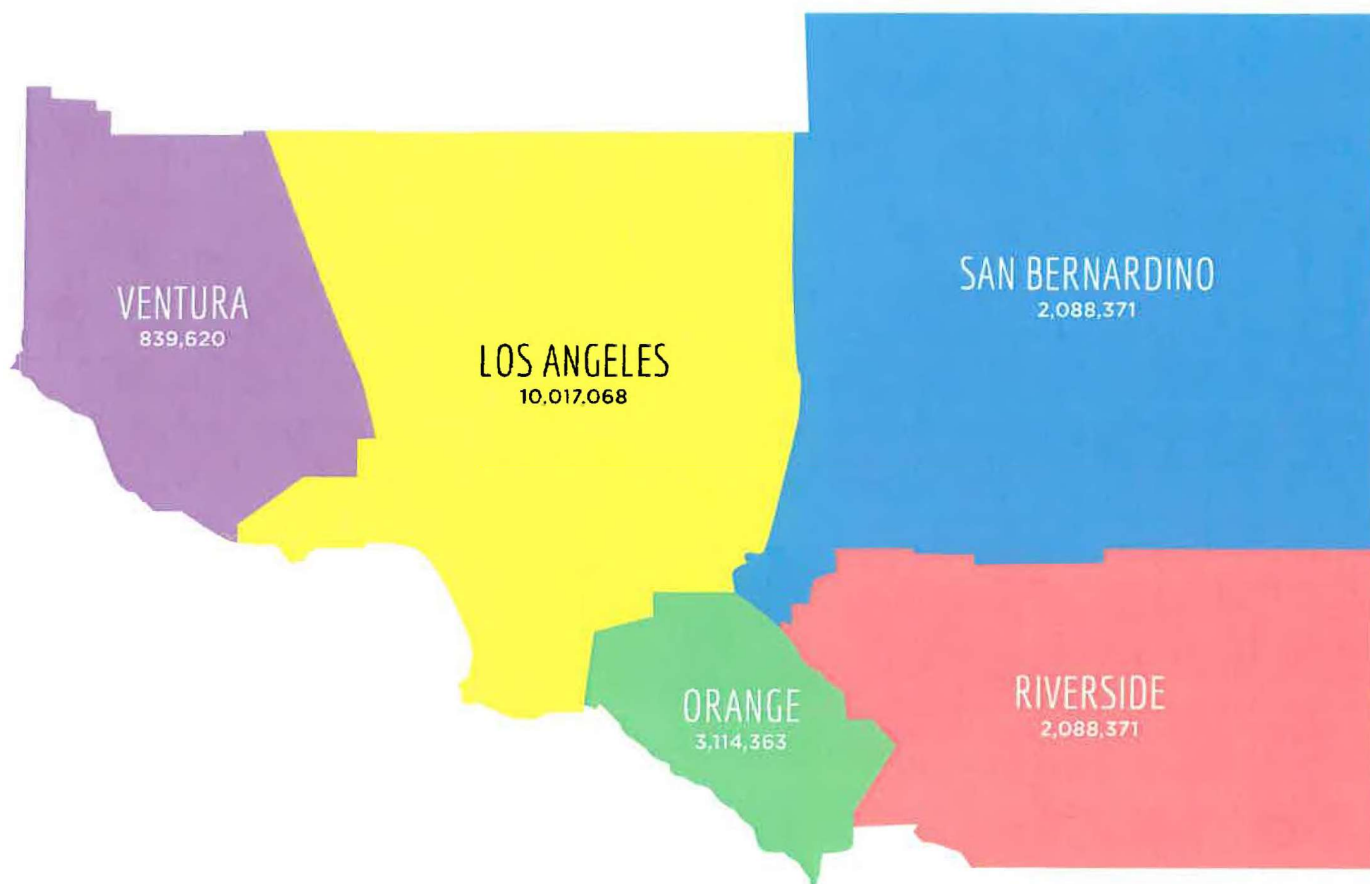 SAN BERNARDINO
2,088,371
VENTURA
839,620
LOS ANGELES
10,017,068
ORANGE
3,114,363
RIVERSIDE
2,088,371